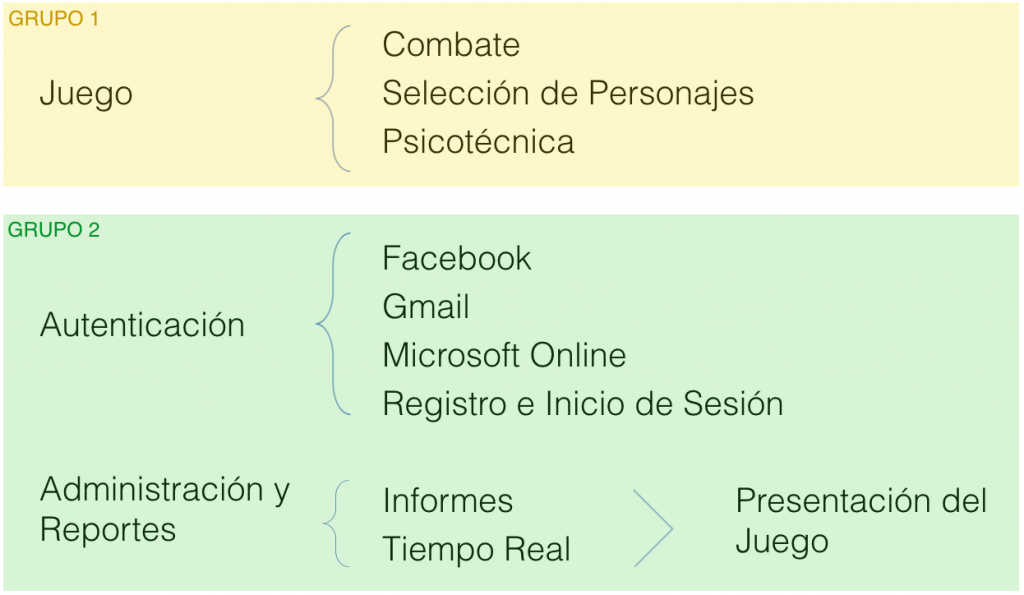 GRUPO 1
Juego
Combate
Selección de Personajes
Psicotécnica
GRUPO 2
Autenticación
Facebook
Gmail
Microsoft Online
Registro e Inicio de Sesión
Administración y
Reportes
Informes
Tiempo Real
Presentación del
Juego